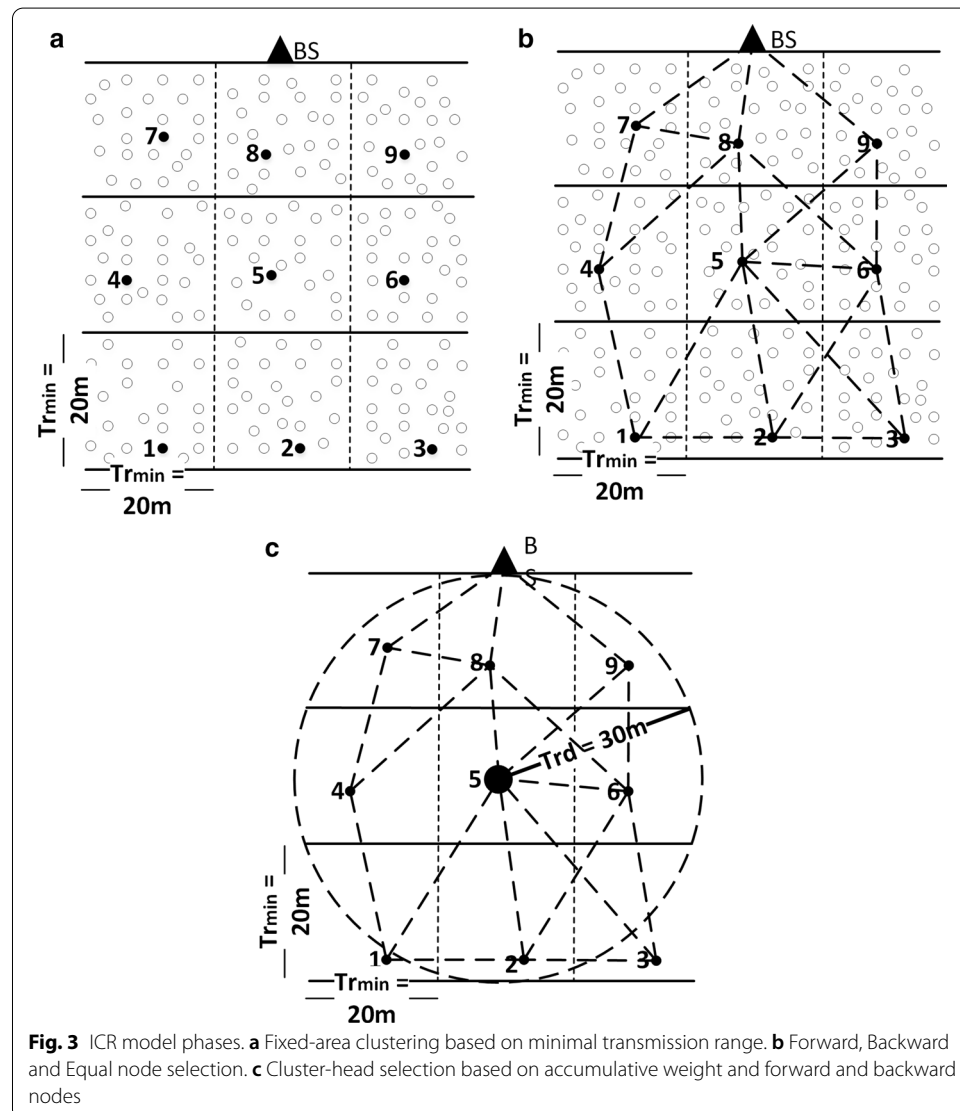 a
BS
7
8
9
4
5
6
Trmin =
20m
1
2
3
Trmin =
20m
b
BS
7
8
9
4
5
6
Trmin =
20m
1
2
3
Trmin =
20m
c
B
S
7
8
9
Trd = 30m
4
5
6
Trmin =
20m
1
2
3
Trmin =
20m
Fig. 3 ICR model phases. a Fixed-area clustering based on minimal transmission range. b Forward, Backward
and Equal node selection. c Cluster-head selection based on accumulative weight and forward and backward
nodes